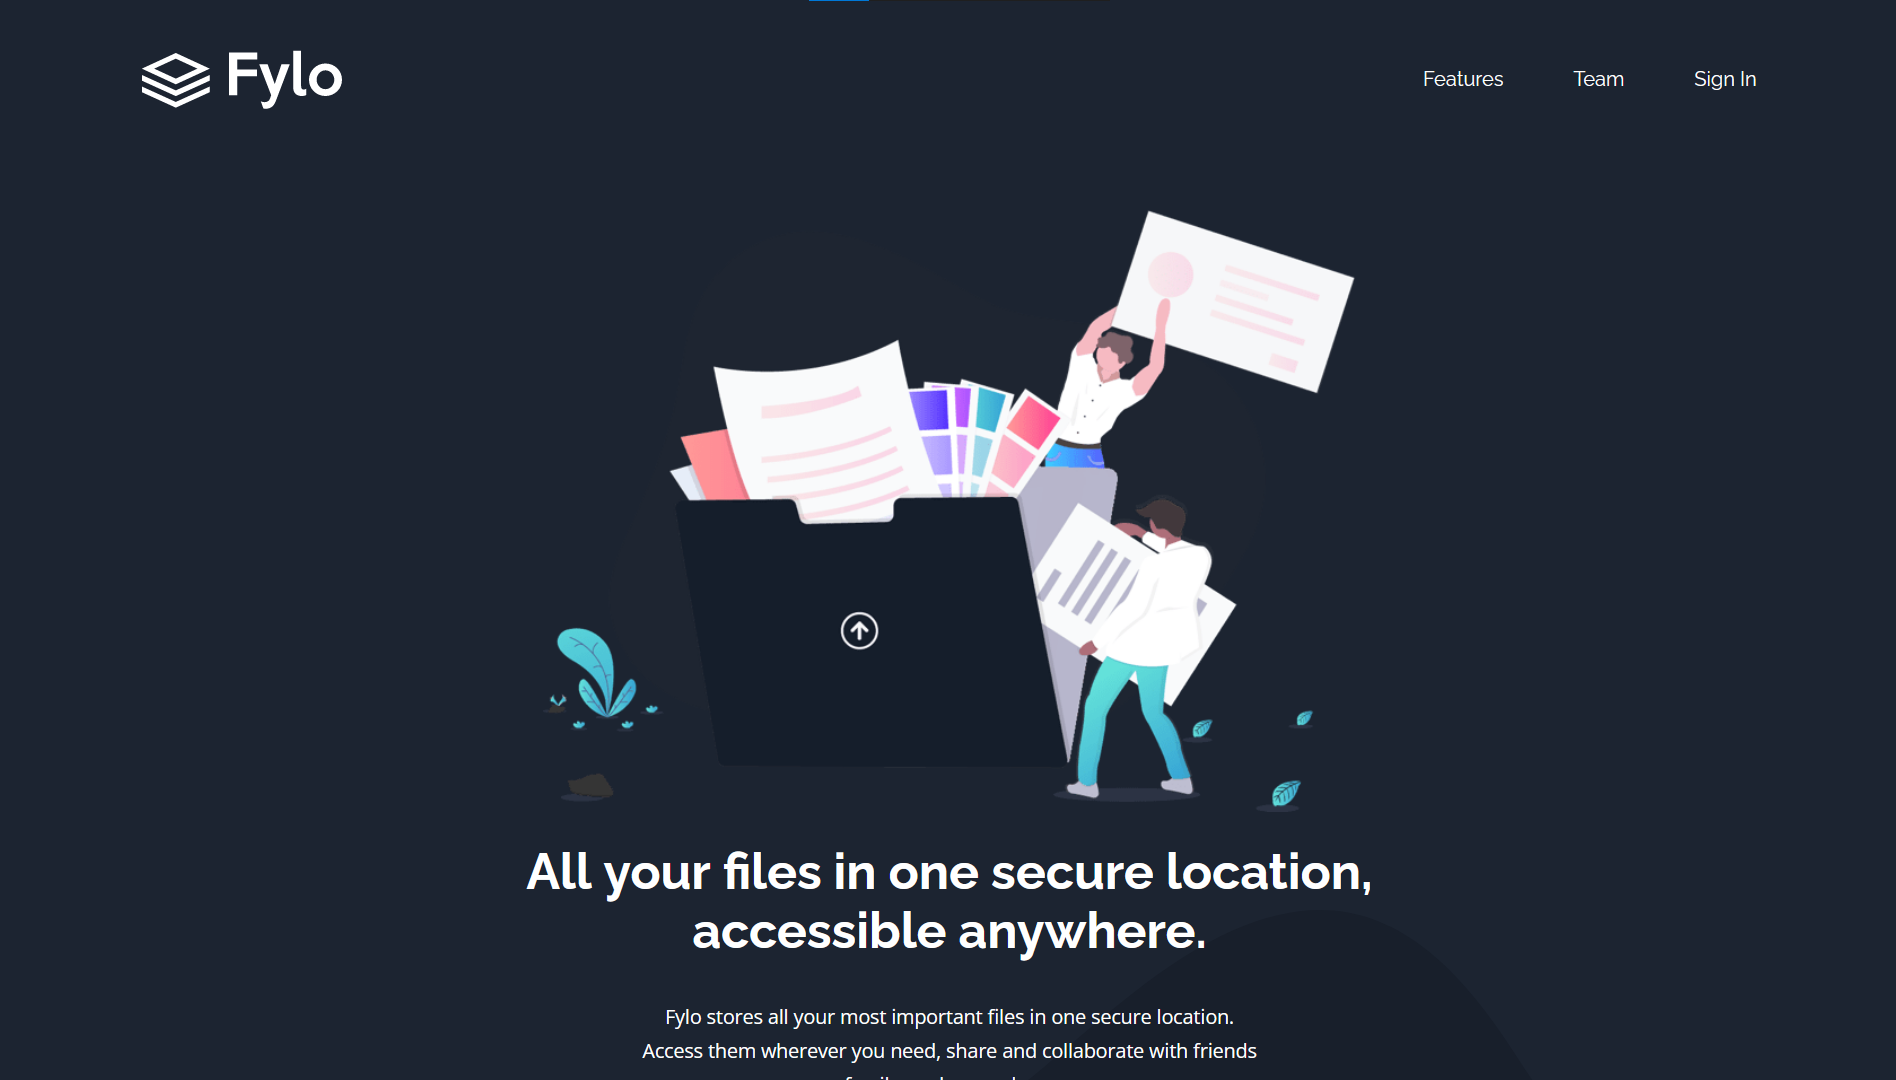 Fylo
Features
Team
Sign In
All your files in one secure location,
accessible anywhere.
Fylo stores all your most important files in one secure location.
Access them wherever you need, share and collaborate with friends